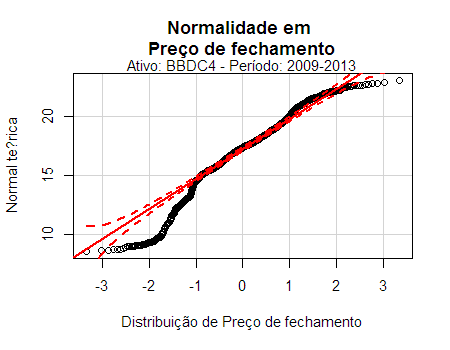 Normalidade em
Preço de fechamento
Ativo: BBDC4 - Período: 2009-2013
Normal te?rica
20
15
10
-3 -2 -1 0 1 2 3
Distribuição de Preço de fechamento